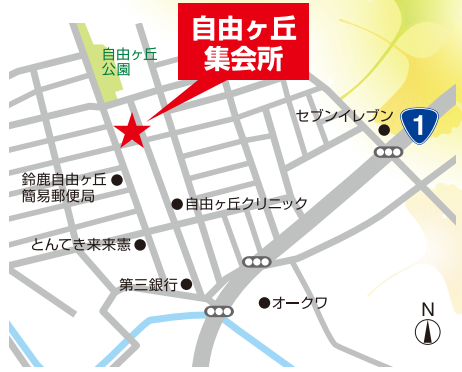 自由ヶ丘
集会所
自由ヶ丘
公園
セブンイレブン
1
鈴鹿自由ヶ丘
簡易郵便局
自由ヶ丘クリニック
とんてき来来憲
第三銀行
オークワ
N